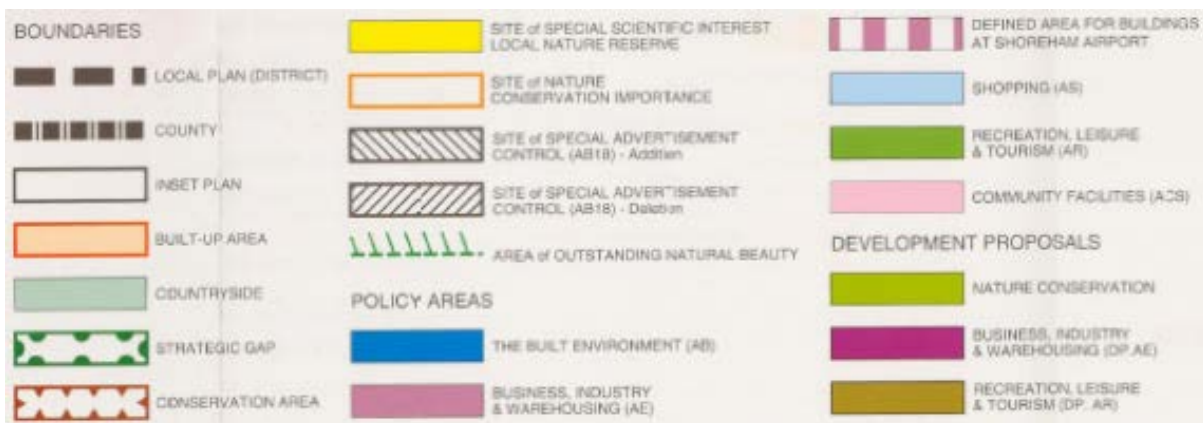 BOUNDARIES
LOCAL PLAN (DISTRICT)
COUNTY
INSET PLAN
BUILT-UP AREA
COUNTRYSIDE
STRATEGIC GAP
CONSERVATION AREA
SITE of SPECIAL SCIENTIFIC INTEREST
LOCAL NATURE RESERVE
SITE of NATURE
CONSERVATION IMPORTANCE
SITE of SPECIAL ADVERTISEMENT
CONTROL (AB18) - Addition
SITE of SPECIAL ADVERTISEMENT
CONTROL (AB18) - Deletion
AREA of OUTSTANDING NATURAL BEAUTY
POLICY AREAS
THE BUILT ENVIRONMENT (AB)
BUSINESS, INDUSTRY
& WAREHOUSING (AE)
DEFINED AREA FOR BUILDINGS
AT SHOREHAM AIRPORT
SHOPPING (AS)
RECREATION, LEISURE
& TOURISM (AR)
COMMUNITY FACILITIES (ACS)
DEVELOPMENT PROPOSALS
NATURE CONSERVATION
BUSINESS, INDUSTRY
& WAREHOUSING (DP.AE)
RECREATION, LEISURE
& TOURISM (DP. AR)